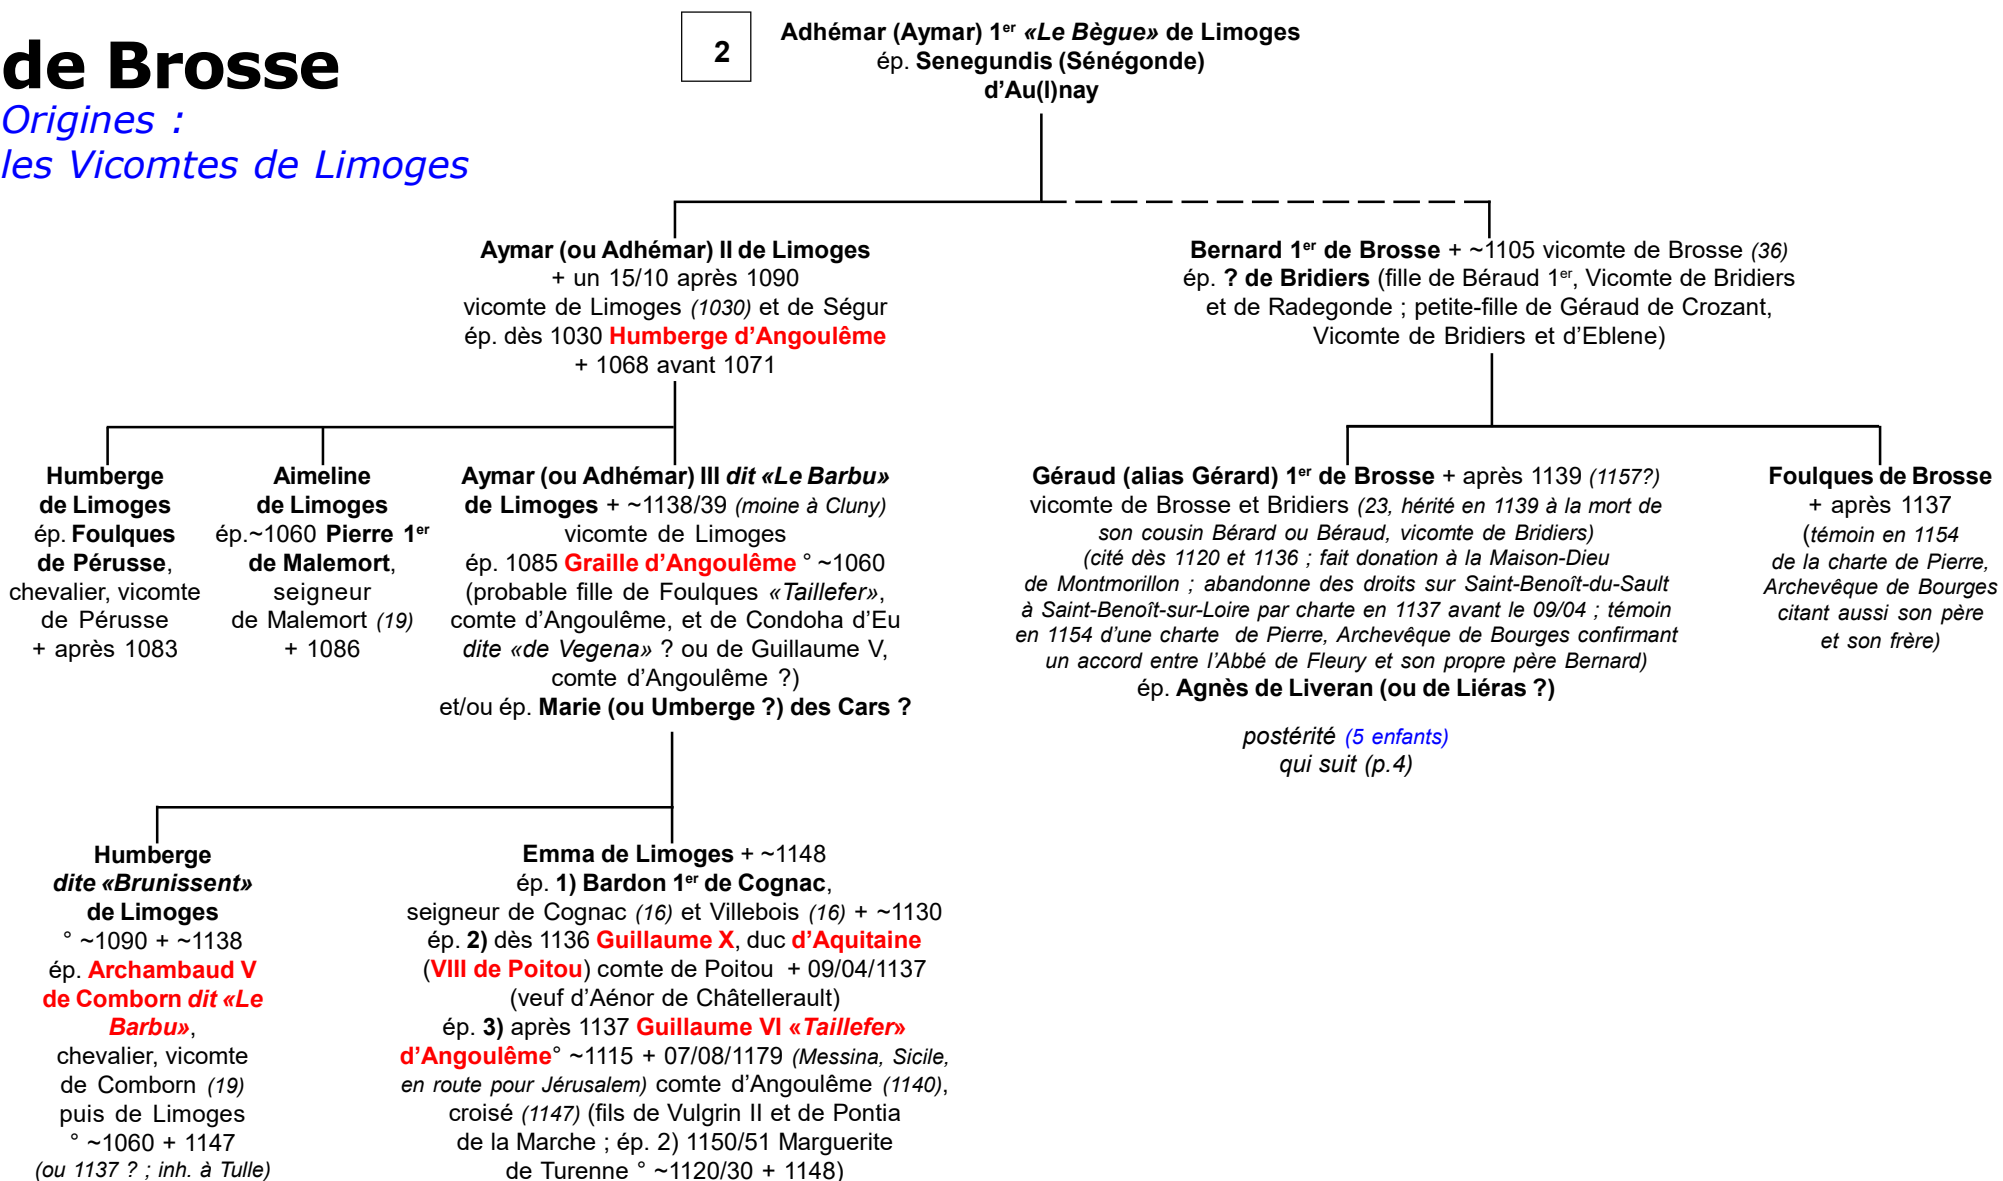 de Brosse
Origines :
les Vicomtes de Limoges
2
Adhémar (Aymar) 1er «Le Bègue» de Limoges
ép. Senegundis (Sénégonde)
d’Au(l)nay
Aymar (ou Adhémar) II de Limoges
+ un 15/10 après 1090
vicomte de Limoges (1030) et de Ségur
ép. dès 1030 Humberge d’Angoulême
+ 1068 avant 1071
Bernard 1er de Brosse + ~1105 vicomte de Brosse (36)
ép. ? de Bridiers (fille de Béraud 1er, Vicomte de Bridiers
et de Radegonde ; petite-fille de Géraud de Crozant,
Vicomte de Bridiers et d’Eblene)
Humberge
de Limoges
ép. Foulques
de Pérusse,
chevalier, vicomte
de Pérusse
+ après 1083
Aimeline
de Limoges
ép.~1060 Pierre 1er
de Malemort,
seigneur
de Malemort (19)
+ 1086
Aymar (ou Adhémar) III dit «Le Barbu»
de Limoges + ~1138/39 (moine à Cluny)
vicomte de Limoges
ép. 1085 Graille d’Angoulême ° ~1060
(probable fille de Foulques «Taillefer»,
comte d’Angoulême, et de Condoha d’Eu
dite «de Vegena» ? ou de Guillaume V,
comte d’Angoulême ?)
et/ou ép. Marie (ou Umberge ?) des Cars ?
Géraud (alias Gérard) 1er de Brosse + après 1139 (1157?)
vicomte de Brosse et Bridiers (23, hérité en 1139 à la mort de
son cousin Bérard ou Béraud, vicomte de Bridiers)
(cité dès 1120 et 1136 ; fait donation à la Maison-Dieu
de Montmorillon ; abandonne des droits sur Saint-Benoît-du-Sault
à Saint-Benoît-sur-Loire par charte en 1137 avant le 09/04 ; témoin
en 1154 d’une charte de Pierre, Archevêque de Bourges confirmant
un accord entre l’Abbé de Fleury et son propre père Bernard)
ép. Agnès de Liveran (ou de Liéras ?)
postérité (5 enfants)
qui suit (p.4)
Foulques de Brosse
+ après 1137
(témoin en 1154
de la charte de Pierre,
Archevêque de Bourges
citant aussi son père
et son frère)
Humberge
dite «Brunissent»
de Limoges
° ~1090 + ~1138
ép. Archambaud V
de Comborn dit «Le
Barbu»,
chevalier, vicomte
de Comborn (19)
puis de Limoges
° ~1060 + 1147
(ou 1137 ? ; inh. à Tulle)
Emma de Limoges + ~1148
ép. 1) Bardon 1er de Cognac,
seigneur de Cognac (16) et Villebois (16) + ~1130
ép. 2) dès 1136 Guillaume X, duc d’Aquitaine
(VIII de Poitou) comte de Poitou + 09/04/1137
(veuf d’Aénor de Châtellerault)
ép. 3) après 1137 Guillaume VI «Taillefer»
d’Angoulême° ~1115 + 07/08/1179 (Messina, Sicile,
en route pour Jérusalem) comte d’Angoulême (1140),
croisé (1147) (fils de Vulgrin II et de Pontia
de la Marche ; ép. 2) 1150/51 Marguerite
de Turenne ° ~1120/30 + 1148)